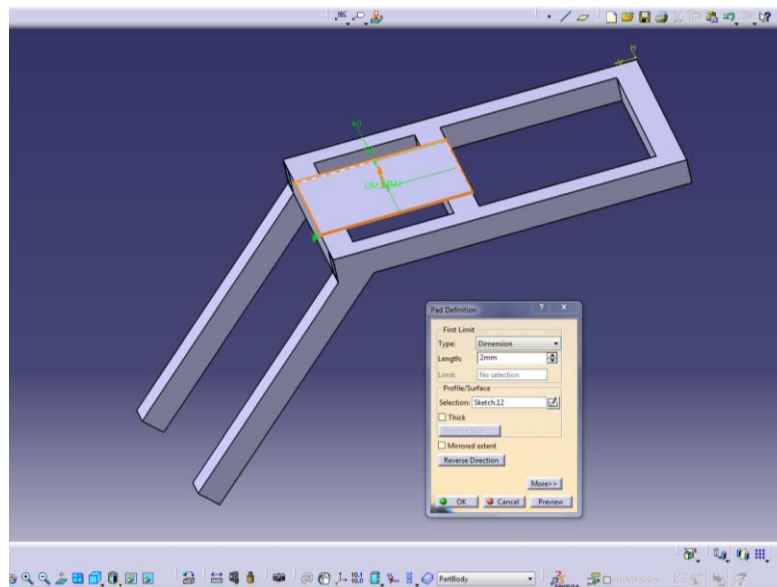 H
60
Pad Definition
First Limit
Type: Dimension
Length: 2mm
Limit: No selection
Profile/Surface
Selection: Sketch.12
Thick
Mirrored extent
Reverse Direction
More>>
OK Cancel Preview
PartBody